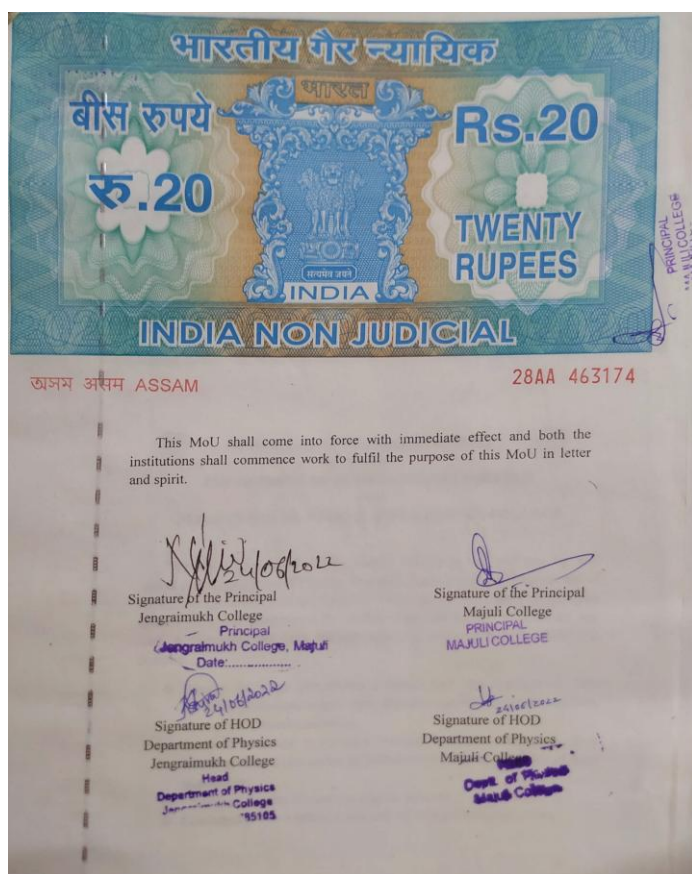 भारतीय गैर न्यायिक
भारत
बीस रुपये
Rs.20
रु.20
TWENTY
RUPEES
सत्यमेव जयते
INDIA
INDIA NON JUDICIAL
PRINCIPAL
MAJULI COLLEGE
অসম असम ASSAM
28AA 463174
This MoU shall come into force with immediate effect and both the
institutions shall commence work to fulfil the purpose of this MoU in letter
and spirit.
24/06/2022
Signature of the Principal
Jengraimukh College
Principal
Jengraimukh College, Majuli
Date:................
Signature of the Principal
Majuli College
PRINCIPAL
MAJULI COLLEGE
24/06/2022
Signature of HOD
Department of Physics
Jengraimukh College
Head
Department of Physics
College
785105
24/06/2022
Signature of HOD
Department of Physics
Majuli College
Deptt. of Physics
Majuli College